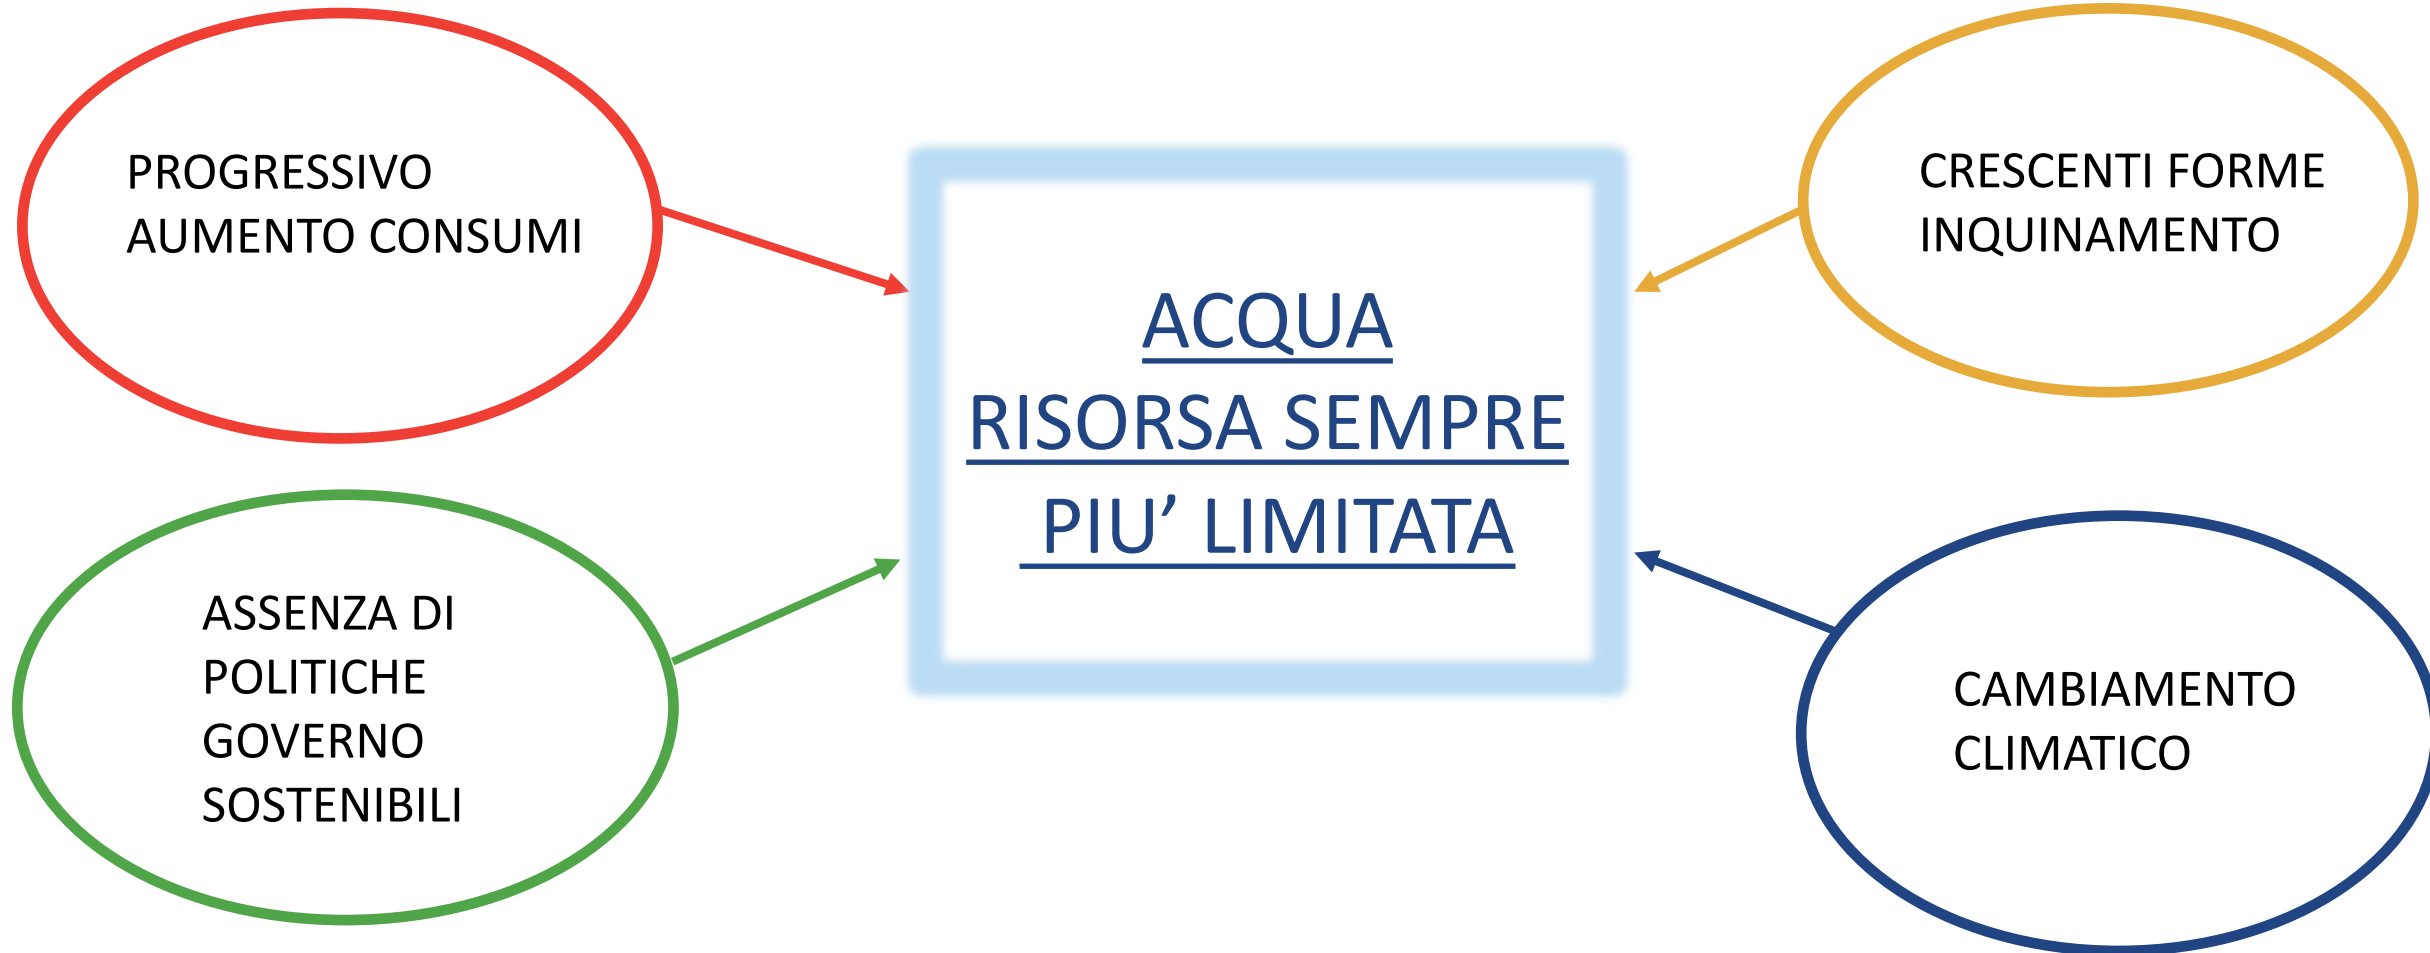 PROGRESSIVO
AUMENTO CONSUMI
CRESCENTI FORME
INQUINAMENTO
ACQUA
RISORSA SEMPRE
PIU’ LIMITATA
ASSENZA DI
POLITICHE
GOVERNO
SOSTENIBILI
CAMBIAMENTO
CLIMATICO